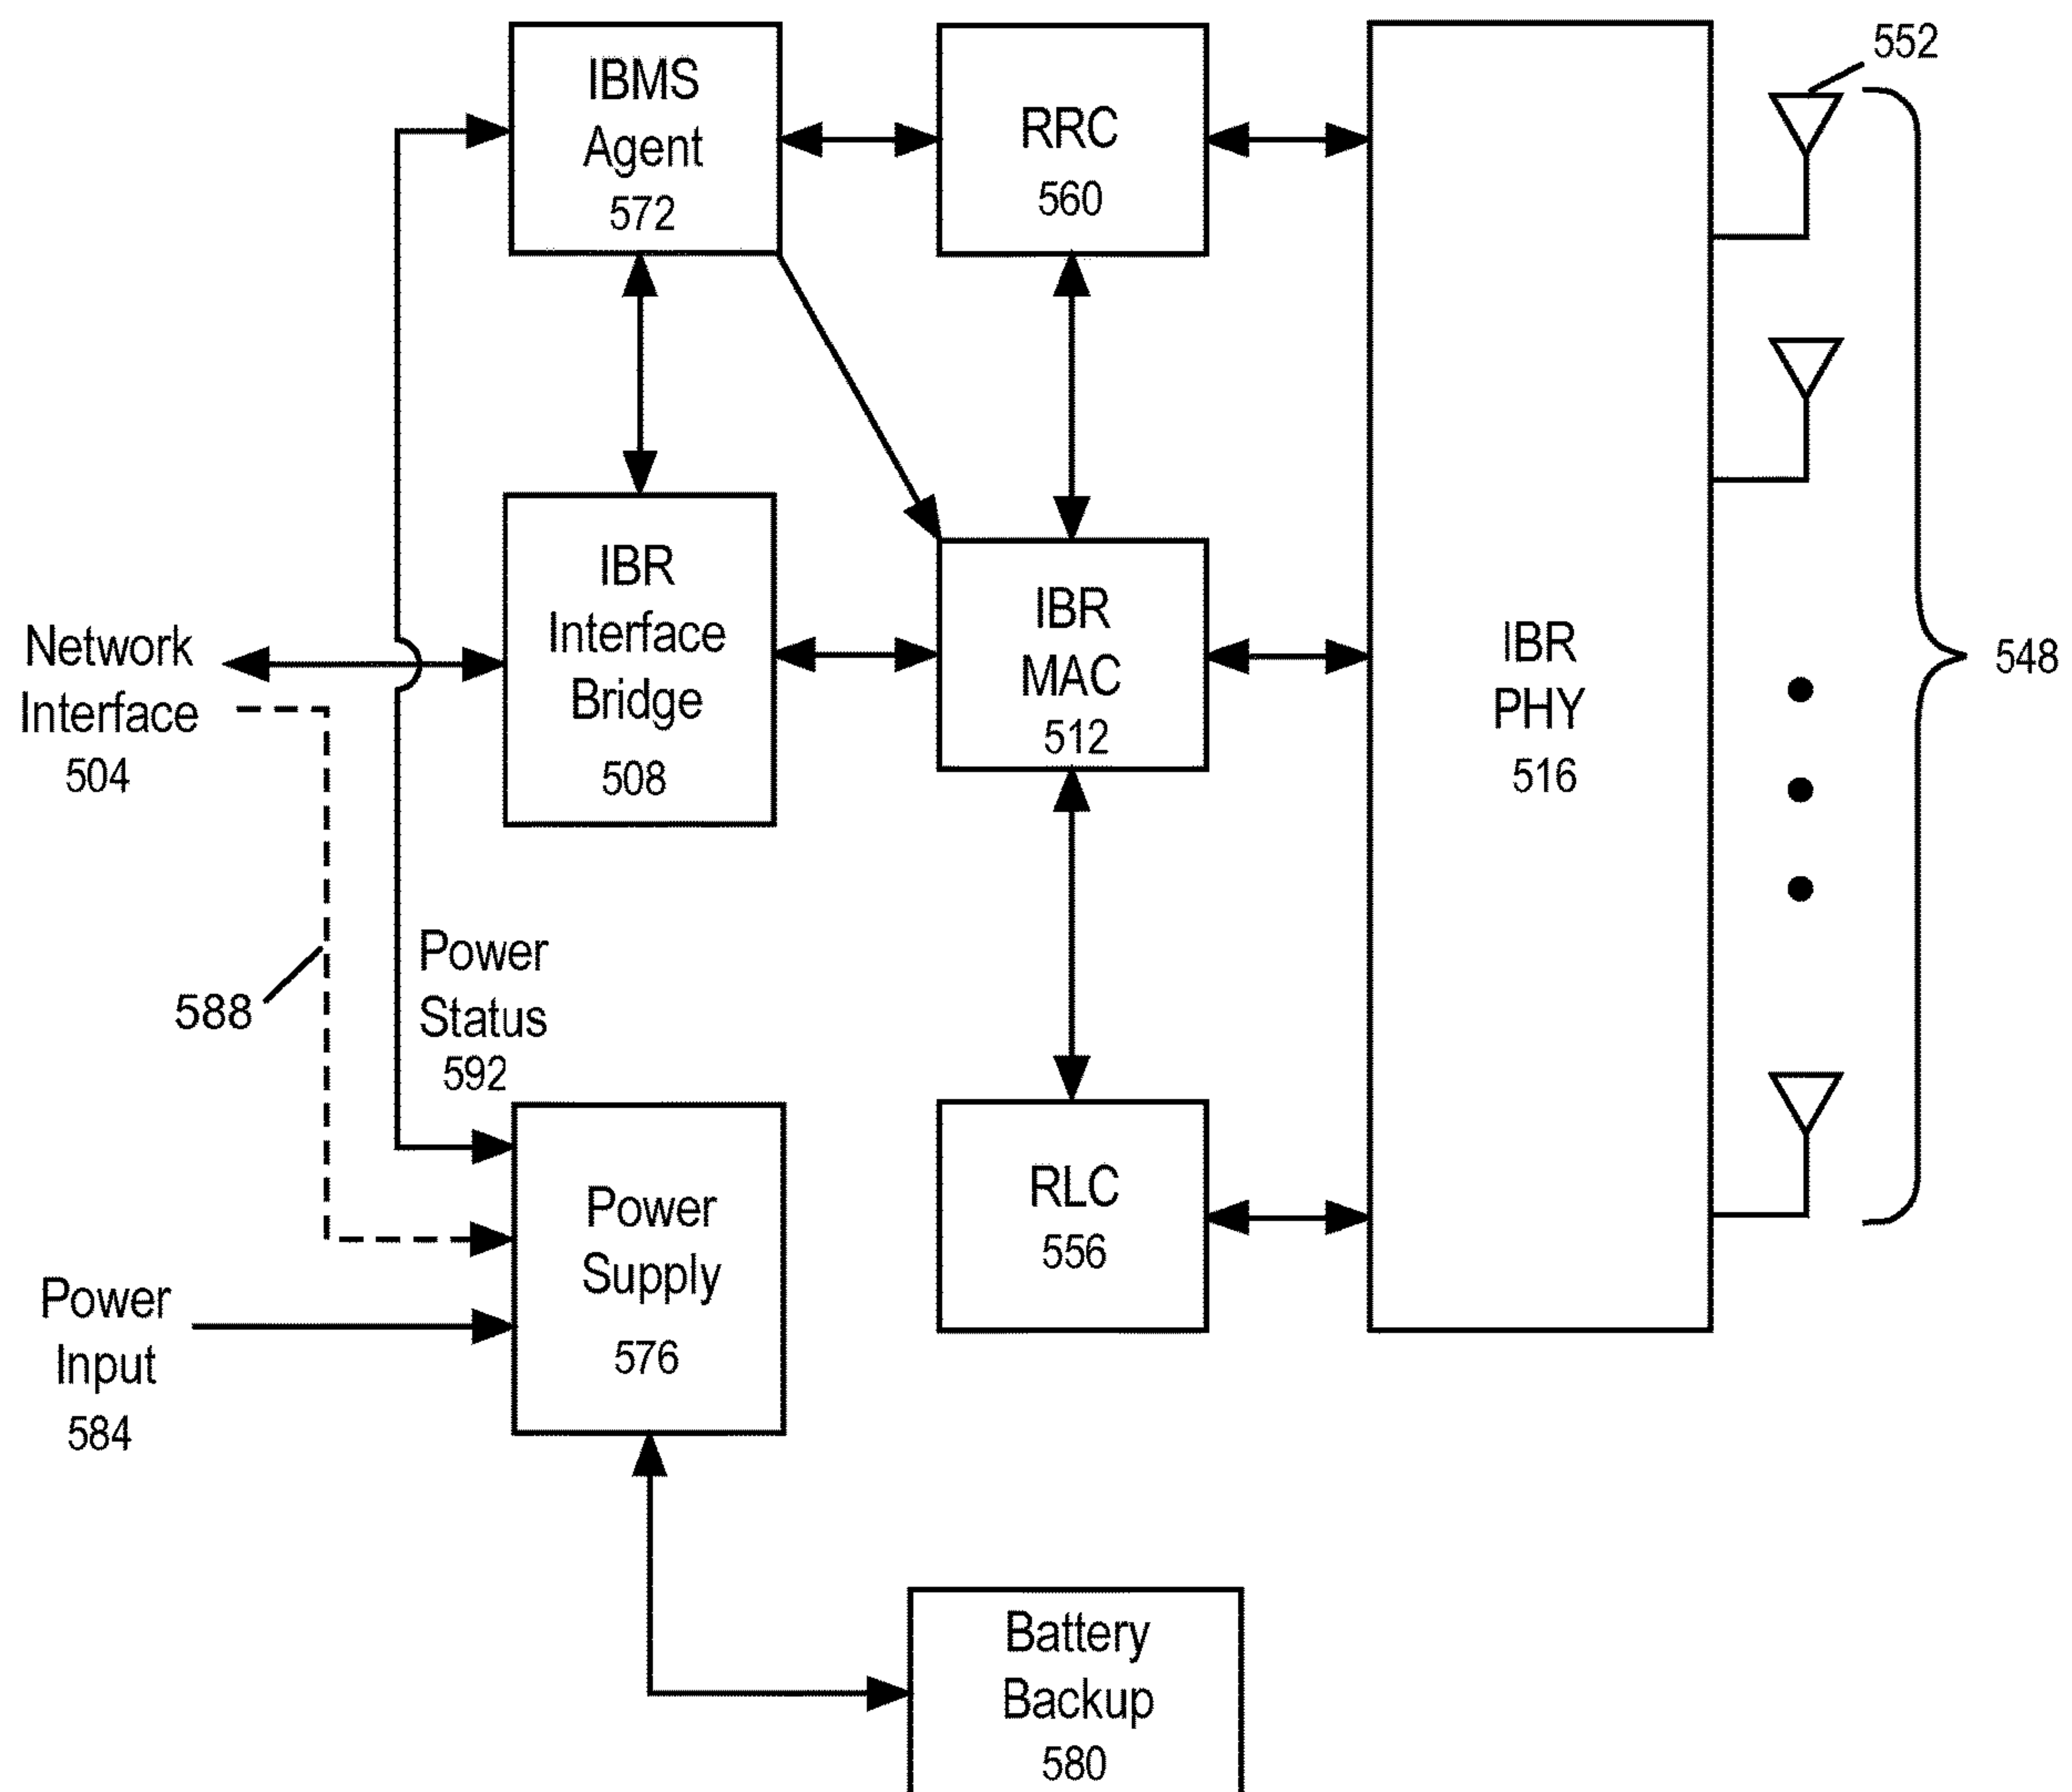 552
IBMS
Agent
572
RRC
560
IBR
Interface
Bridge
508
IBR
MAC
512
IBR
PHY
516
548
Network
Interface
504
588
Power
Status
592
Power
Supply
576
RLC
556
Power
Input
584
Battery
Backup
580